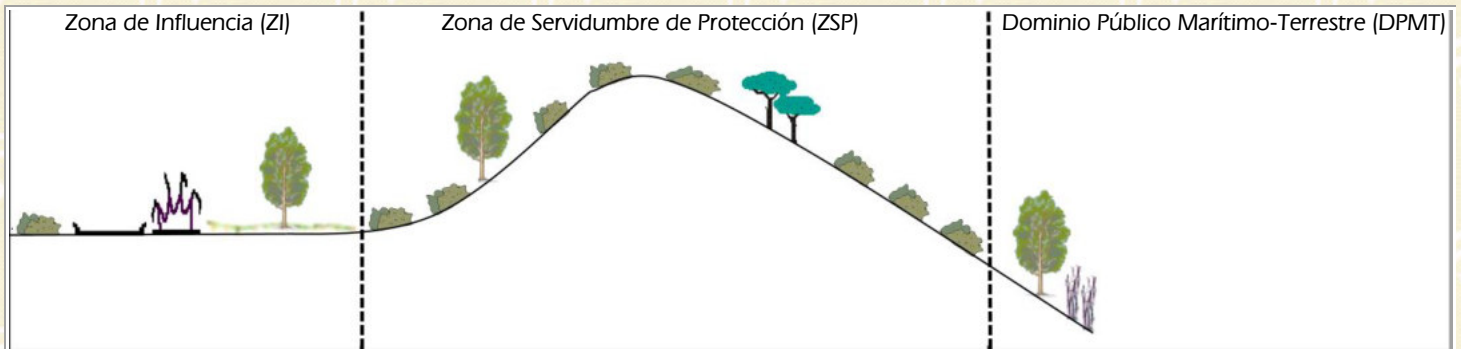 Zona de Influencia (ZI)
Zona de Servidumbre de Protección (ZSP)
Dominio Público Marítimo-Terrestre (DPMT)